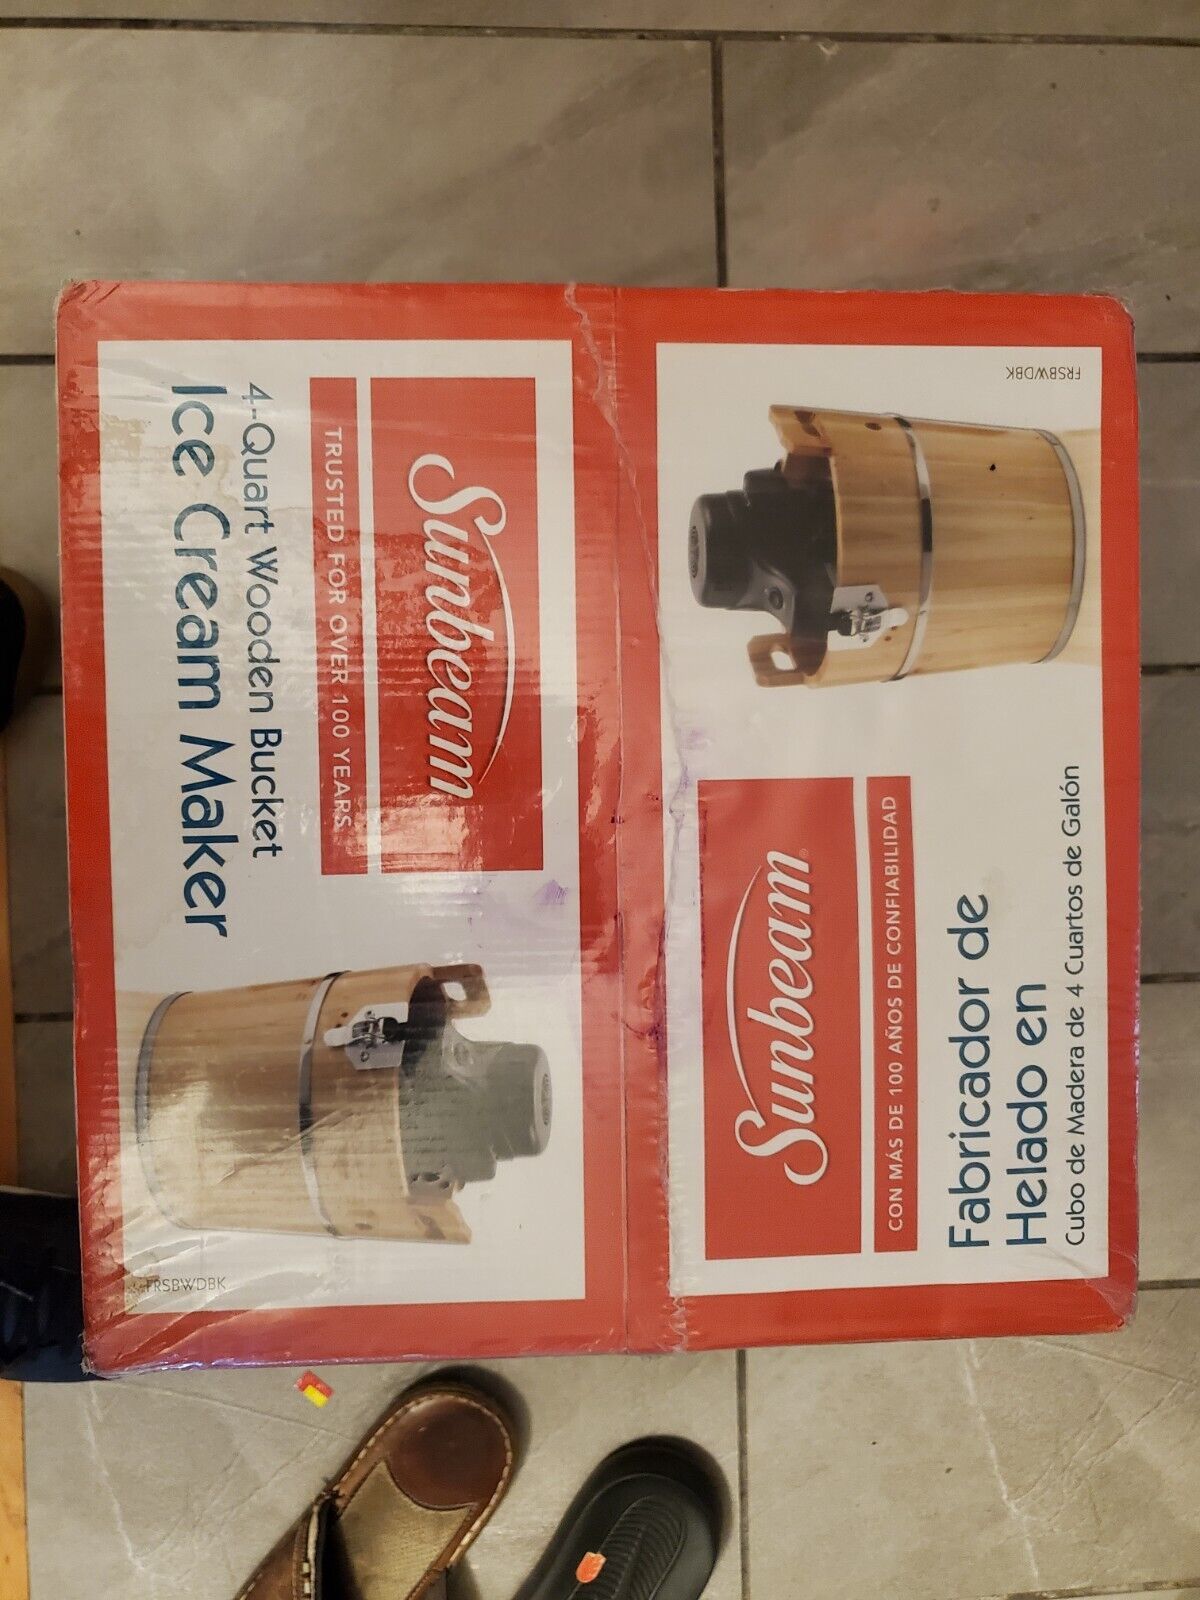 Sunbeam
TRUSTED FOR OVER 100 YEARS
4-Quart Wooden Bucket
Ice Cream Maker
FRSBWDBK
Sunbeam
CON MÁS DE 100 AÑOS DE CONFIABILIDAD
Fabricador de
Helado en
Cubo de Madera de 4 Cuartos de Galón
FRSBWDBK